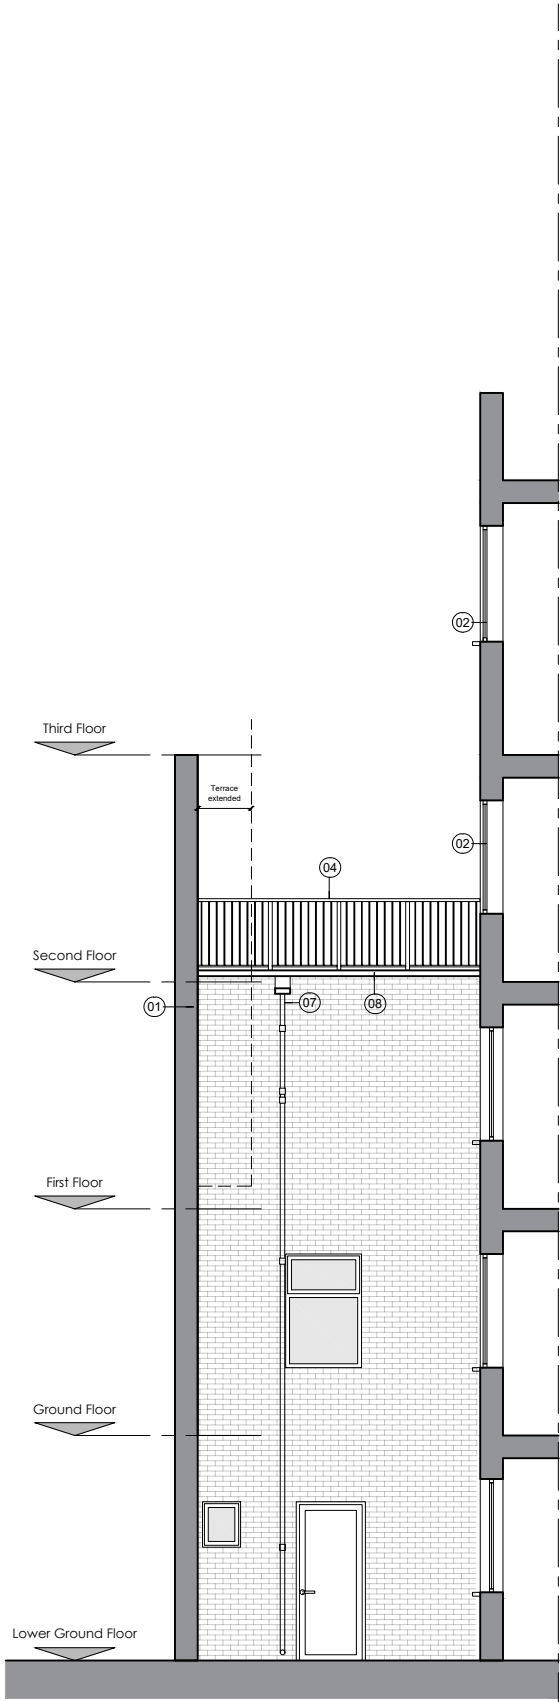 02
Third Floor
Terrace
extended
02
04
Second Floor
01
07
08
First Floor
Ground Floor
Lower Ground Floor